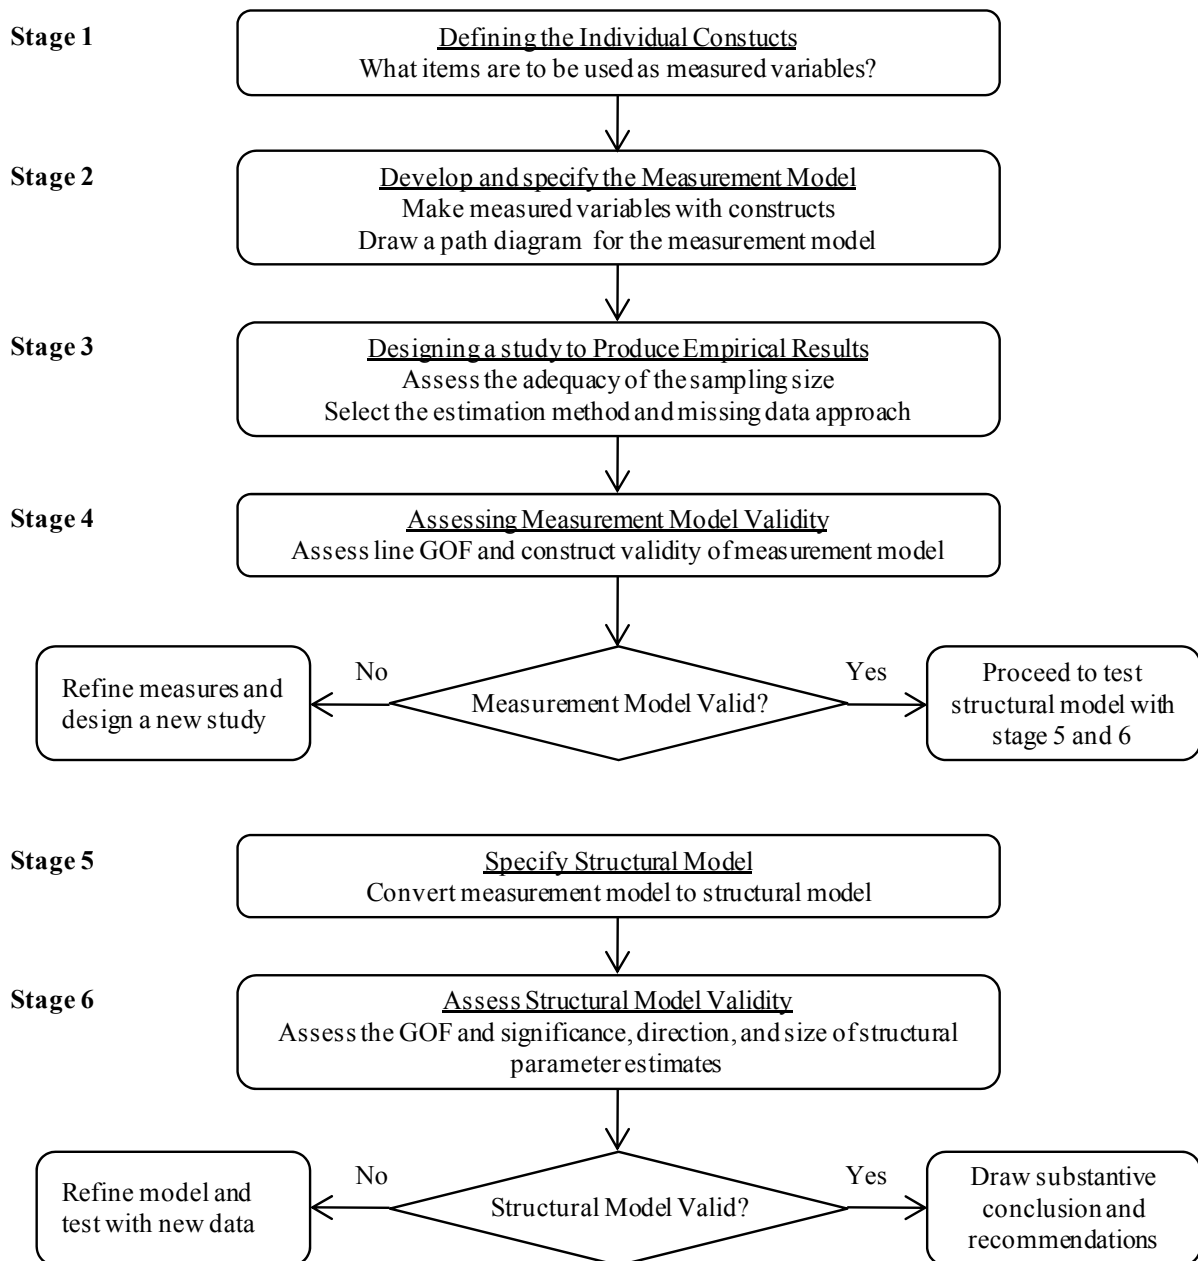 Stage 1
Defining the Individual Constucts
What items are to be used as measured variables?
Stage 2
Develop and specify the Measurement Model
Make measured variables with constructs
Draw a path diagram for the measurement model
Stage 3
Designing a study to Produce Empirical Results
Assess the adequacy of the sampling size
Select the estimation method and missing data approach
Stage 4
Assessing Measurement Model Validity
Assess line GOF and construct validity of measurement model
No
Yes
Refine measures and
design a new study
Measurement Model Valid?
Proceed to test
structural model with
stage 5 and 6
Stage 5
Specify Structural Model
Convert measurement model to structural model
Stage 6
Assess Structural Model Validity
Assess the GOF and significance, direction, and size of structural
parameter estimates
No
Yes
Refine model and
test with new data
Structural Model Valid?
Draw substantive
conclusion and
recommendations